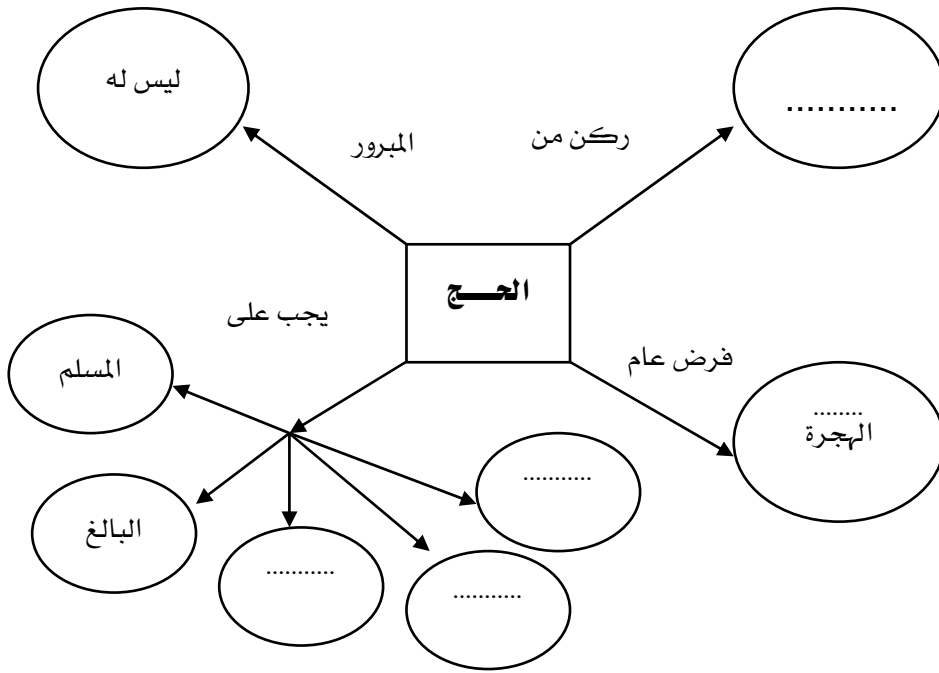 ...........
ركن من
المبرور
ليس له
الحـــج
يجب على
فرض عام
المسلم
........
الهجرة
...........
البالغ
...........
...........